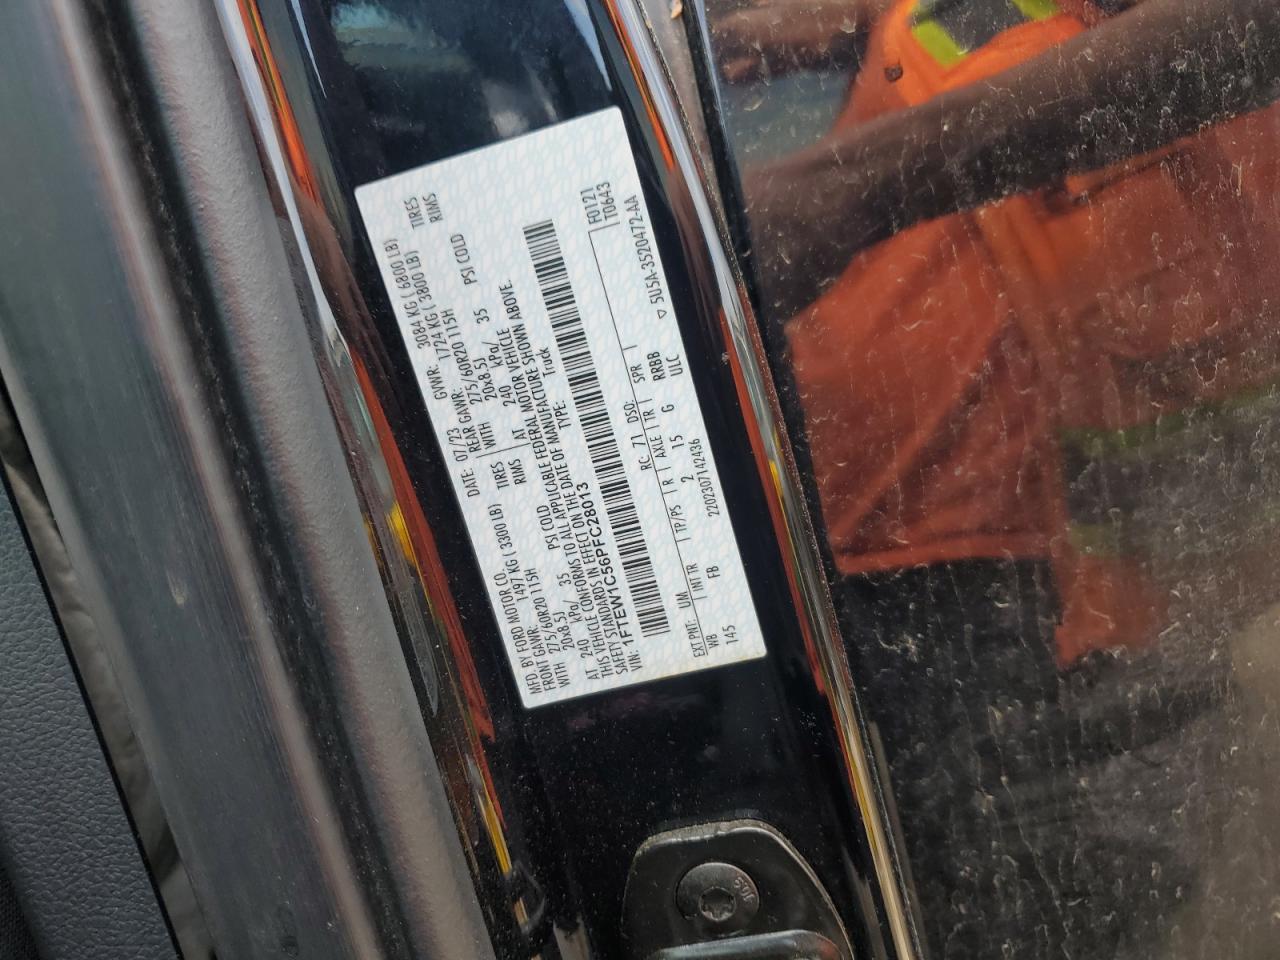 MFD. BY FORD MOTOR CO.
DATE: 07/23 GVWR: 3084 KG ( 6800 LB)
FRONT GAWR: 1497 KG ( 3300 LB) REAR GAWR: 1724 KG ( 3800 LB)
WITH 275/60R20 115H TIRES WITH 275/60R20 115H TIRES
20x8.5J RIMS 20x8.5J RIMS
AT 240 kPa/ 35 PSI COLD AT 240 kPa/ 35 PSI COLD
THIS VEHICLE CONFORMS TO ALL APPLICABLE FEDERAL MOTOR VEHICLE
SAFETY STANDARDS IN EFFECT ON THE DATE OF MANUFACTURE SHOWN ABOVE.
VIN: 1FTEW1C56PFC28013 TYPE: Truck
F0121
T0643
EXT PNT: UM RC: 71 DSO:
WB INT TR TP/PS R AXLE TR SPR
145 FB 2 15 G RRBB
220230714​2436 ULC
▽ 5U5A-3520472-AA